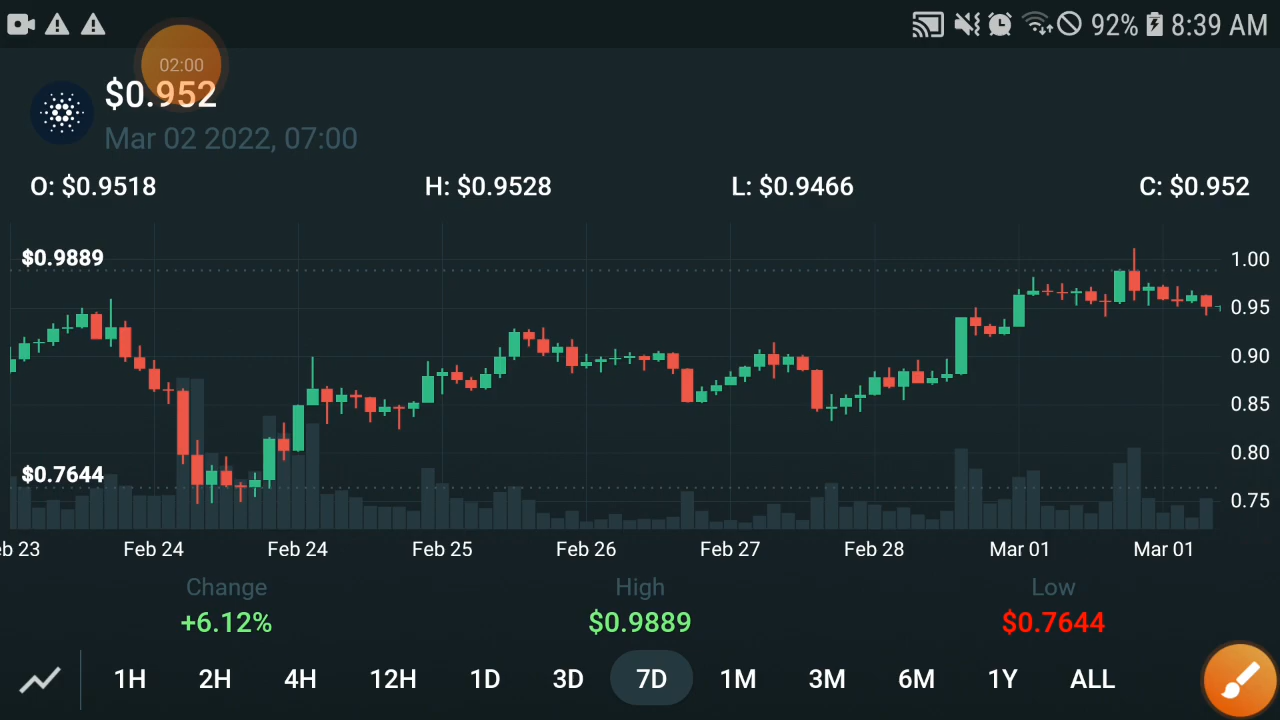 92% 8:39 AM
02:00
$0.952
Mar 02 2022, 07:00
O: $0.9518 H: $0.9528 L: $0.9466 C: $0.952
$0.9889
1.00
0.95
0.90
0.85
0.80
$0.7644
0.75
eb 23 Feb 24 Feb 24 Feb 25 Feb 26 Feb 27 Feb 28 Mar 01 Mar 01
Change High Low
+6.12% $0.9889 $0.7644
1H 2H 4H 12H 1D 3D 7D 1M 3M 6M 1Y ALL